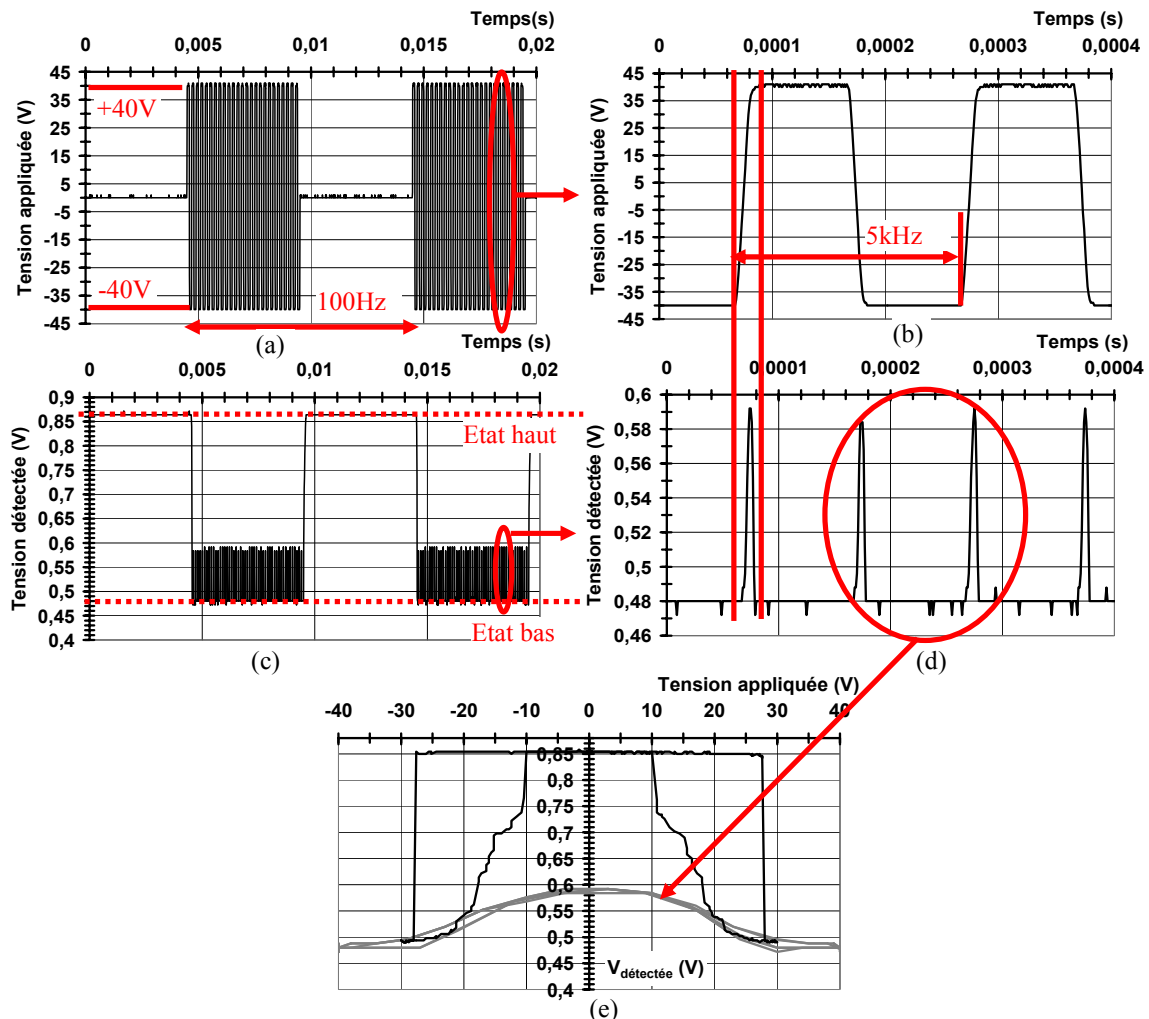 Temps(s)
0 0,005 0,01 0,015 0,02
Tension appliquée (V)
45
35
25
15
5
-5
-15
-25
-35
-45
+40V
-40V
100Hz
(a)
Temps (s)
0 0,0001 0,0002 0,0003 0,0004
Tension appliquée (V)
45
35
25
15
5
-5
-15
-25
-35
-45
5kHz
(b)
Temps (s)
0 0,005 0,01 0,015 0,02
Tension détectée (V)
0,9
0,85
0,8
0,75
0,7
0,65
0,6
0,55
0,5
0,45
0,4
Etat haut
Etat bas
(c)
Temps (s)
0 0,0001 0,0002 0,0003 0,0004
Tension détectée (V)
0,6
0,58
0,56
0,54
0,52
0,5
0,48
0,46
(d)
Tension appliquée (V)
-40 -30 -20 -10 0 10 20 30 40
0,85
0,8
0,75
0,7
0,65
0,6
0,55
0,5
0,45
0,4
Vdétectée (V)
(e)